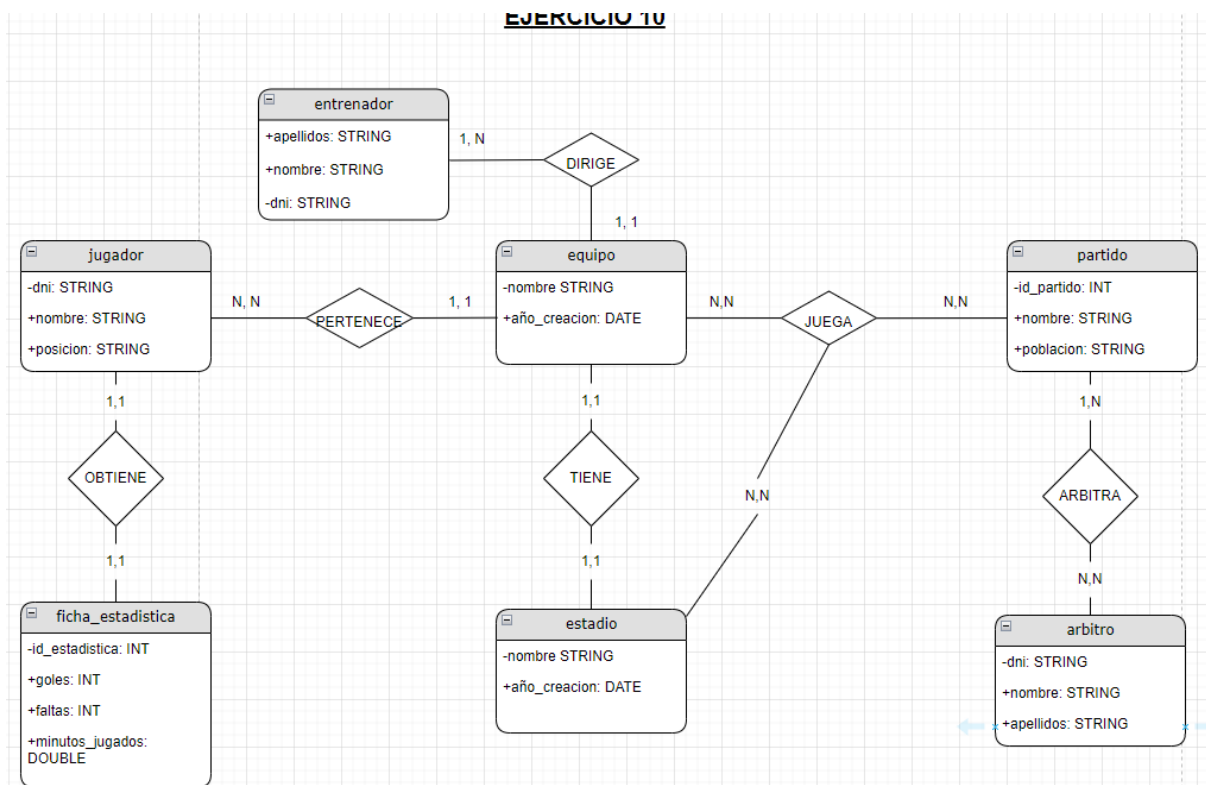 EJERCICIO 10
entrenador
+apellidos: STRING
+nombre: STRING
-dni: STRING
1, N
DIRIGE
1, 1
jugador
-dni: STRING
+nombre: STRING
+posicion: STRING
N, N
PERTENECE
1, 1
equipo
-nombre STRING
+año_creacion: DATE
N,N
JUEGA
N,N
partido
-id_partido: INT
+nombre: STRING
+poblacion: STRING
1,1
OBTIENE
1,1
1,1
TIENE
1,1
N,N
1,N
ARBITRA
N,N
ficha_estadistica
-id_estadistica: INT
+goles: INT
+faltas: INT
+minutos_jugados:
DOUBLE
estadio
-nombre STRING
+año_creacion: DATE
arbitro
-dni: STRING
+nombre: STRING
+apellidos: STRING